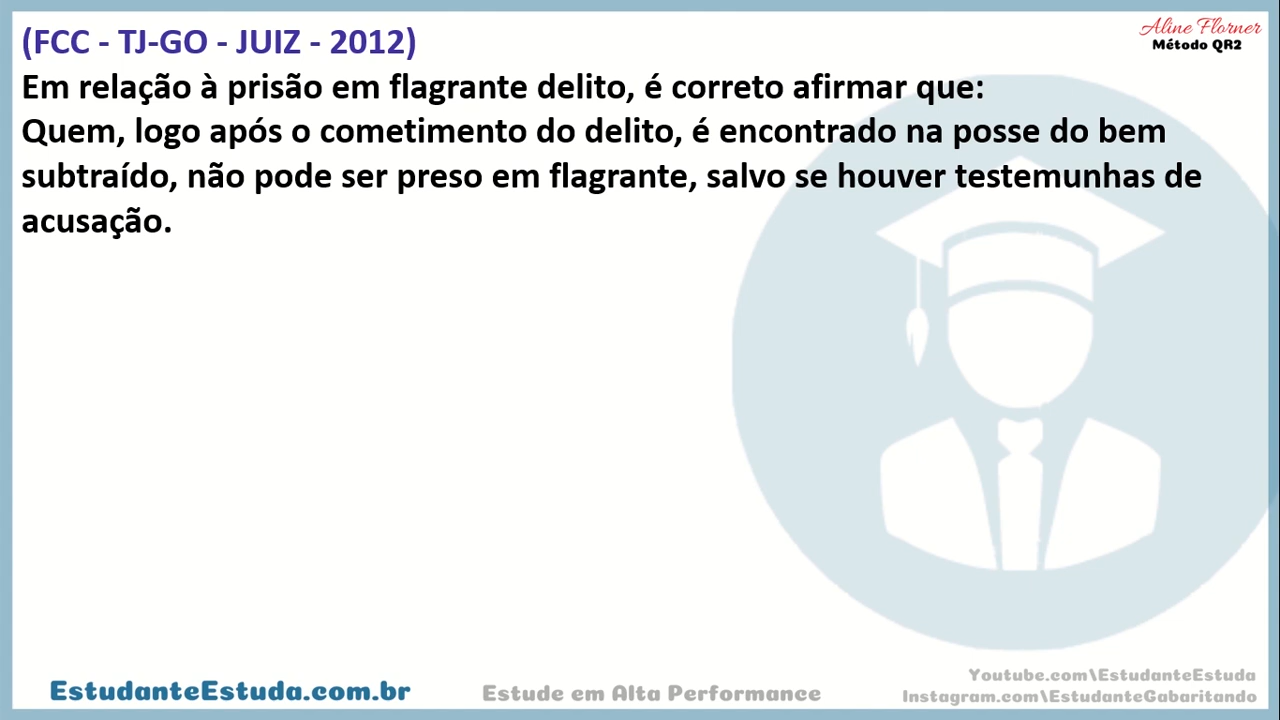 (FCC - TJ-GO - JUIZ - 2012)
Aline Florner
Método QR2
Em relação à prisão em flagrante delito, é correto afirmar que:
Quem, logo após o cometimento do delito, é encontrado na posse do bem
subtraído, não pode ser preso em flagrante, salvo se houver testemunhas de
acusação.
EstudanteEstuda.com.br
Estude em Alta Performance
Youtube.com\EstudanteEstuda
Instagram.com\EstudanteGabaritando